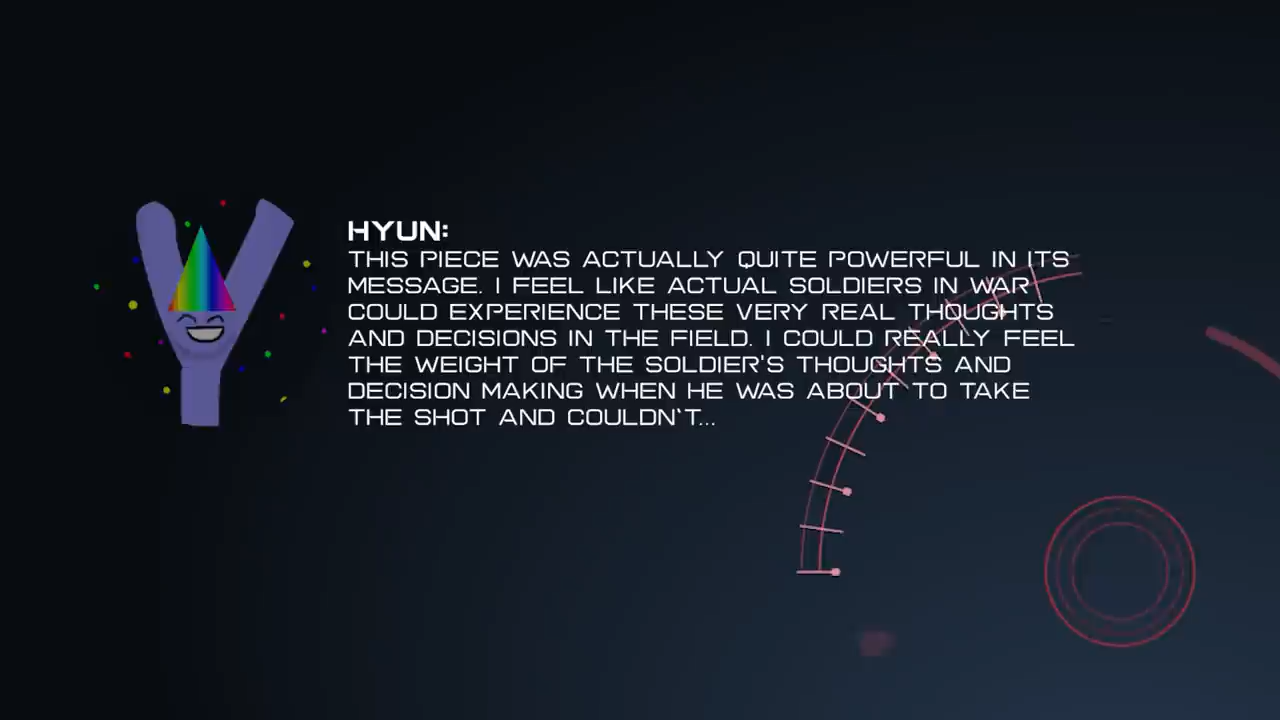 HYUN:
THIS PIECE WAS ACTUALLY QUITE POWERFUL IN ITS
MESSAGE. I FEEL LIKE ACTUAL SOLDIERS IN WAR
COULD EXPERIENCE THESE VERY REAL THOUGHTS
AND DECISIONS IN THE FIELD. I COULD REALLY FEEL
THE WEIGHT OF THE SOLDIER'S THOUGHTS AND
DECISION MAKING WHEN HE WAS ABOUT TO TAKE
THE SHOT AND COULDN'T...